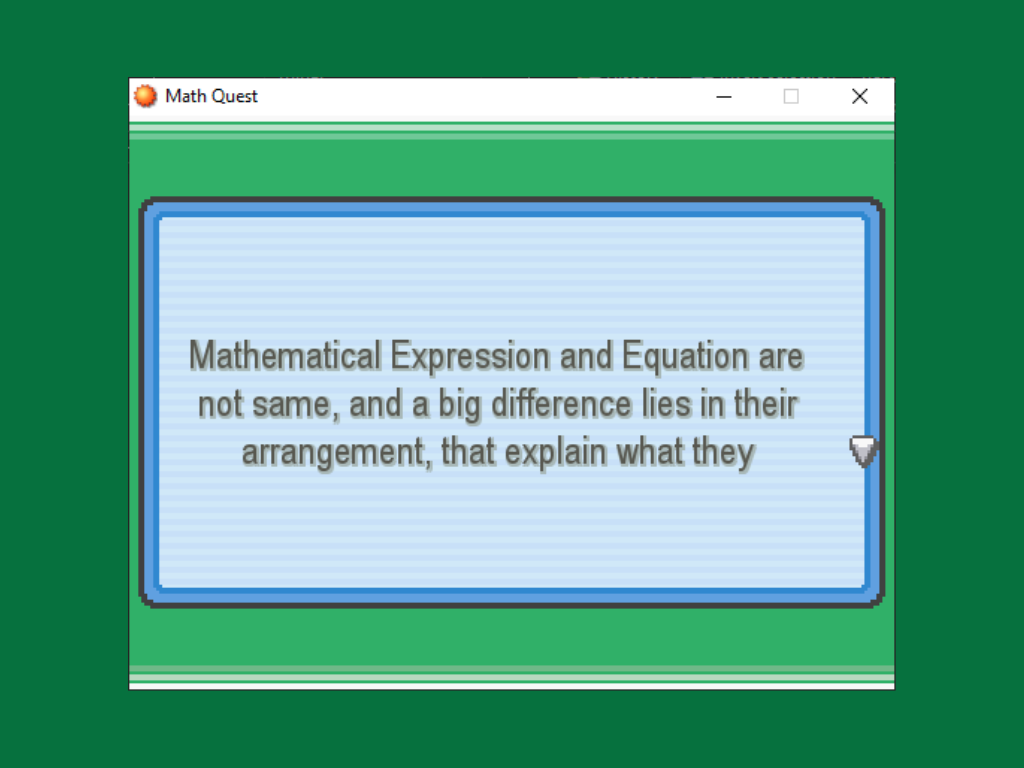 Math Quest
Mathematical Expression and Equation are
not same, and a big difference lies in their
arrangement, that explain what they